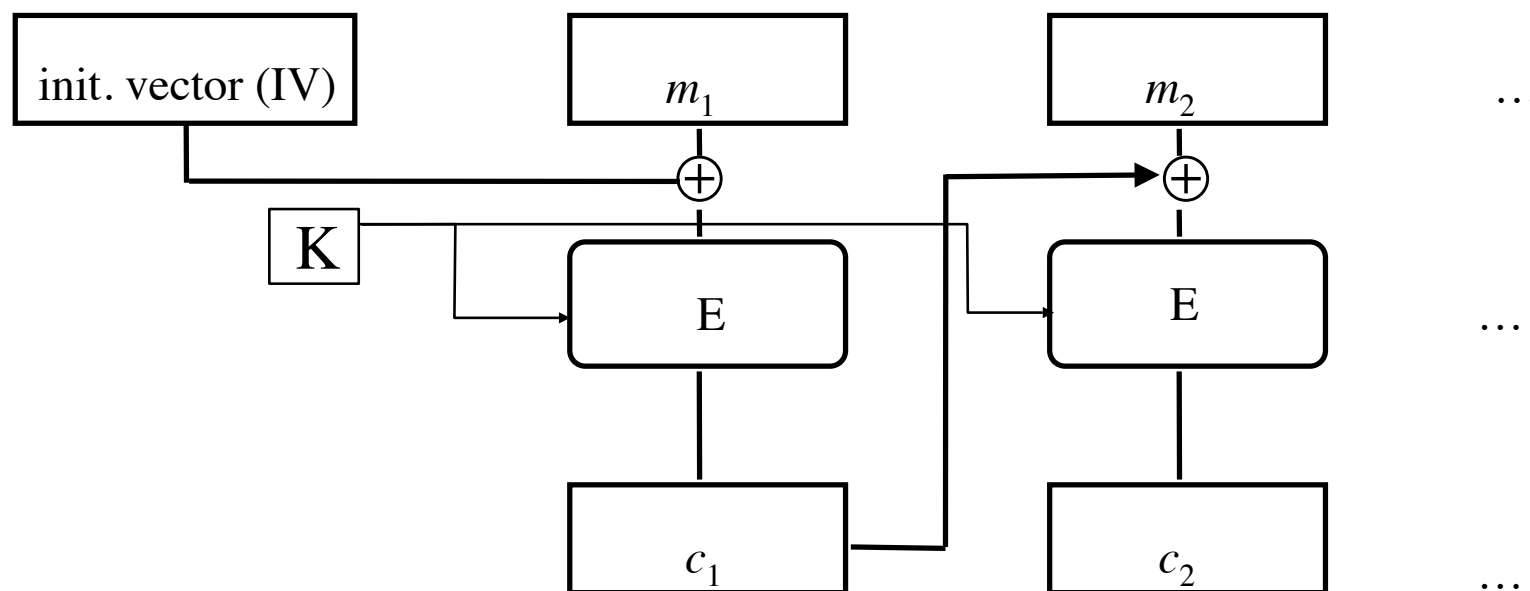 init. vector (IV) m₁ m₂ …
K
E E …
c₁ c₂ …